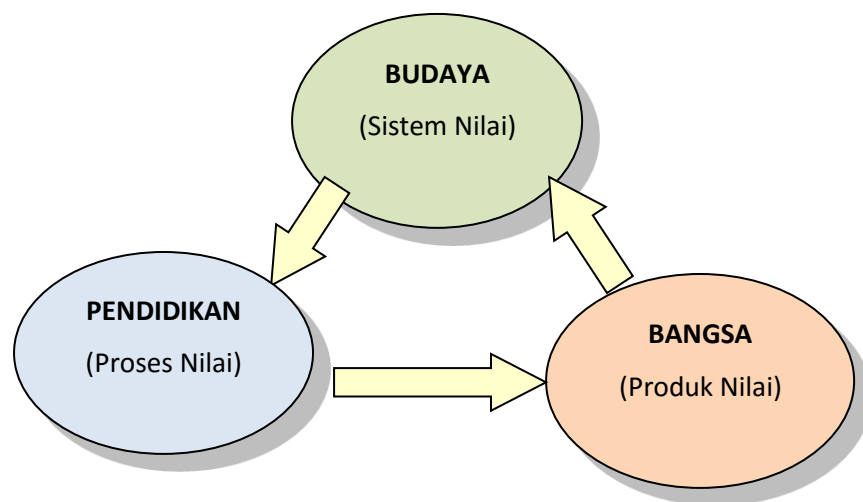 BUDAYA
(Sistem Nilai)
PENDIDIKAN
(Proses Nilai)
BANGSA
(Produk Nilai)